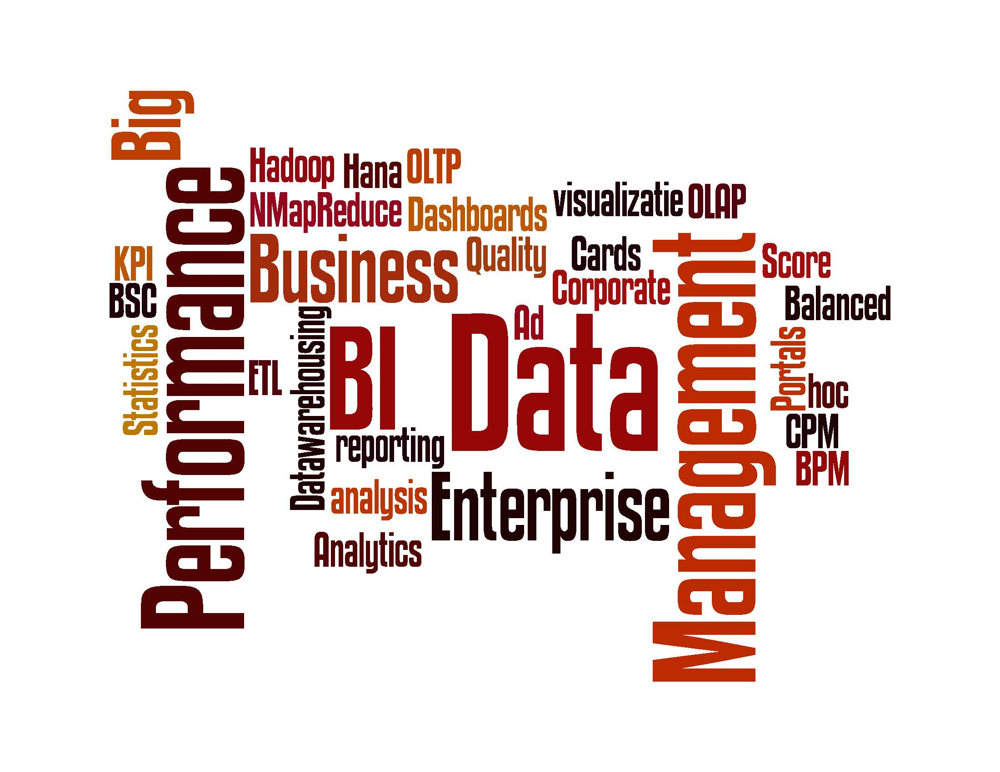 Big
Hadoop
Hana
OLTP
NMapReduce
Dashboards
visualizatie
OLAP
Performance
KPI
BSC
Statistics
Business
Quality
Cards
Corporate
Management
Score
Balanced
Ad
BI
Data
Datawarehousing
ETL
Portals
hoc
CPM
BPM
reporting
analysis
Enterprise
Analytics